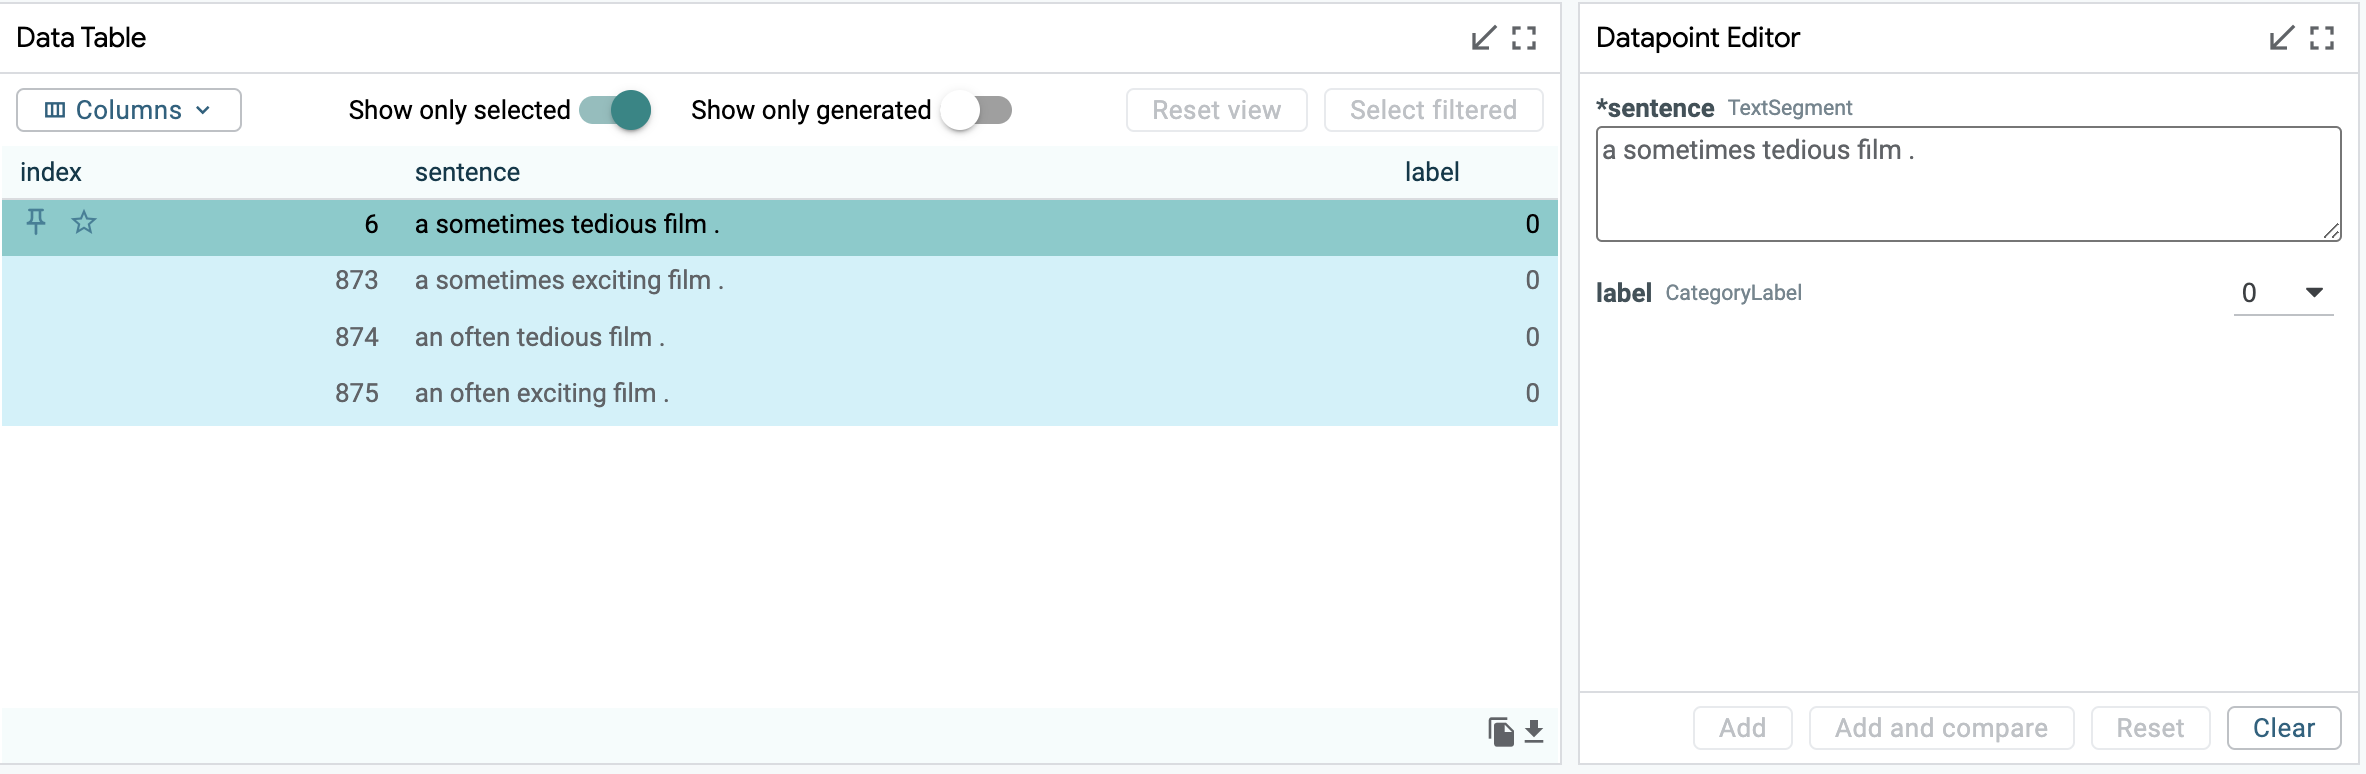 Data Table
Columns Show only selected Show only generated Reset view Select filtered
index sentence label
6 a sometimes tedious film . 0
873 a sometimes exciting film . 0
874 an often tedious film . 0
875 an often exciting film . 0
Datapoint Editor
*sentence TextSegment
a sometimes tedious film .
label CategoryLabel 0
Add Add and compare Reset Clear